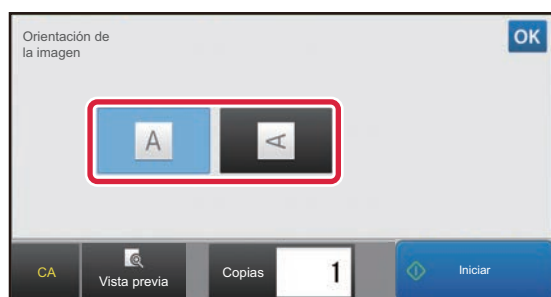 Orientación de
la imagen
OK
A
A
CA
Vista previa
Copias
1
Iniciar